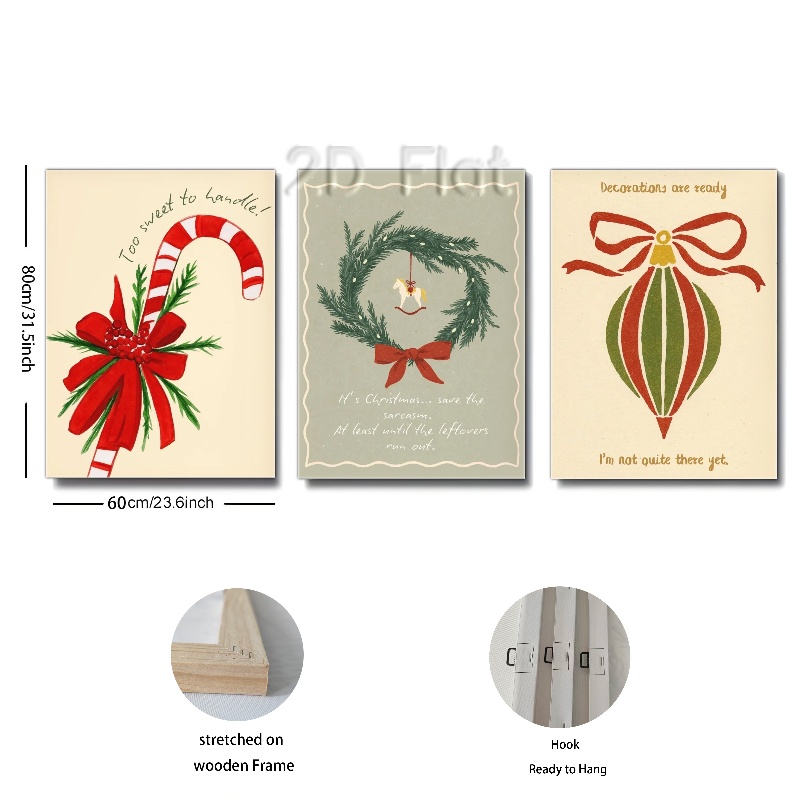 2D Flat
Too sweet to handle!
It's Christmas... save the
sarcasm.
At least until the leftovers
run out.
Decorations are ready
I'm not quite there yet.
80cm/31.5inch
60cm/23.6inch
stretched on
wooden Frame
Hook
Ready to Hang